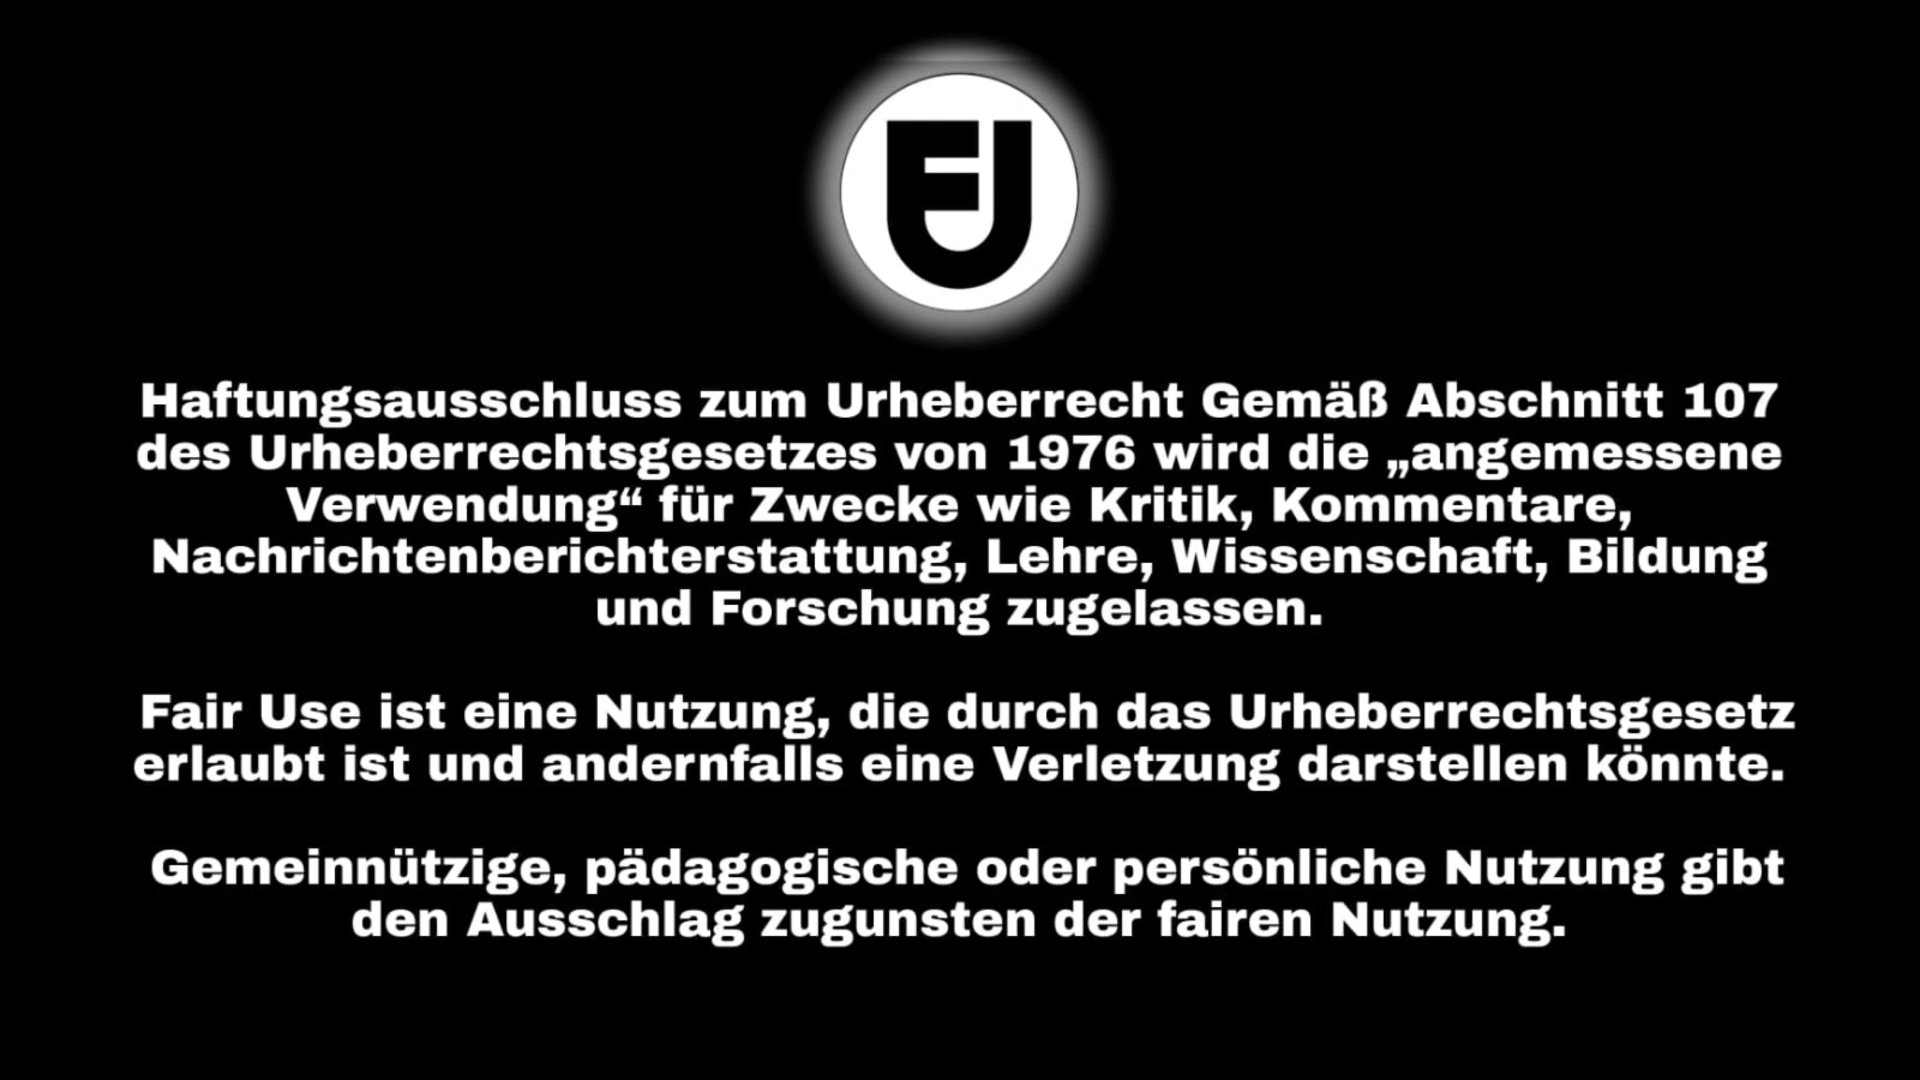 FU
Haftungsausschluss zum Urheberrecht Gemäß Abschnitt 107
des Urheberrechtsgesetzes von 1976 wird die „angemessene
Verwendung“ für Zwecke wie Kritik, Kommentare,
Nachrichtenberichterstattung, Lehre, Wissenschaft, Bildung
und Forschung zugelassen.
Fair Use ist eine Nutzung, die durch das Urheberrechtsgesetz
erlaubt ist und andernfalls eine Verletzung darstellen könnte.
Gemeinnützige, pädagogische oder persönliche Nutzung gibt
den Ausschlag zugunsten der fairen Nutzung.